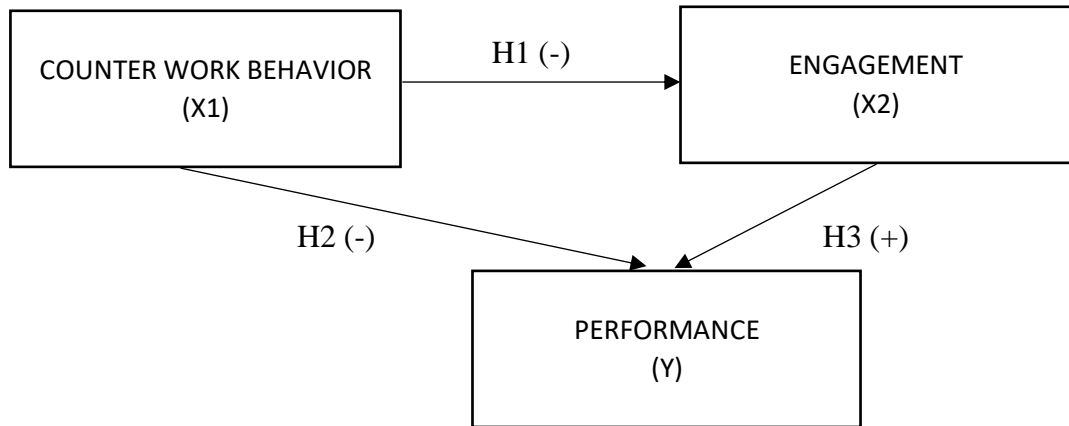 H1 (-)
COUNTER WORK BEHAVIOR
(X1)
ENGAGEMENT
(X2)
H2 (-)
H3 (+)
PERFORMANCE
(Y)